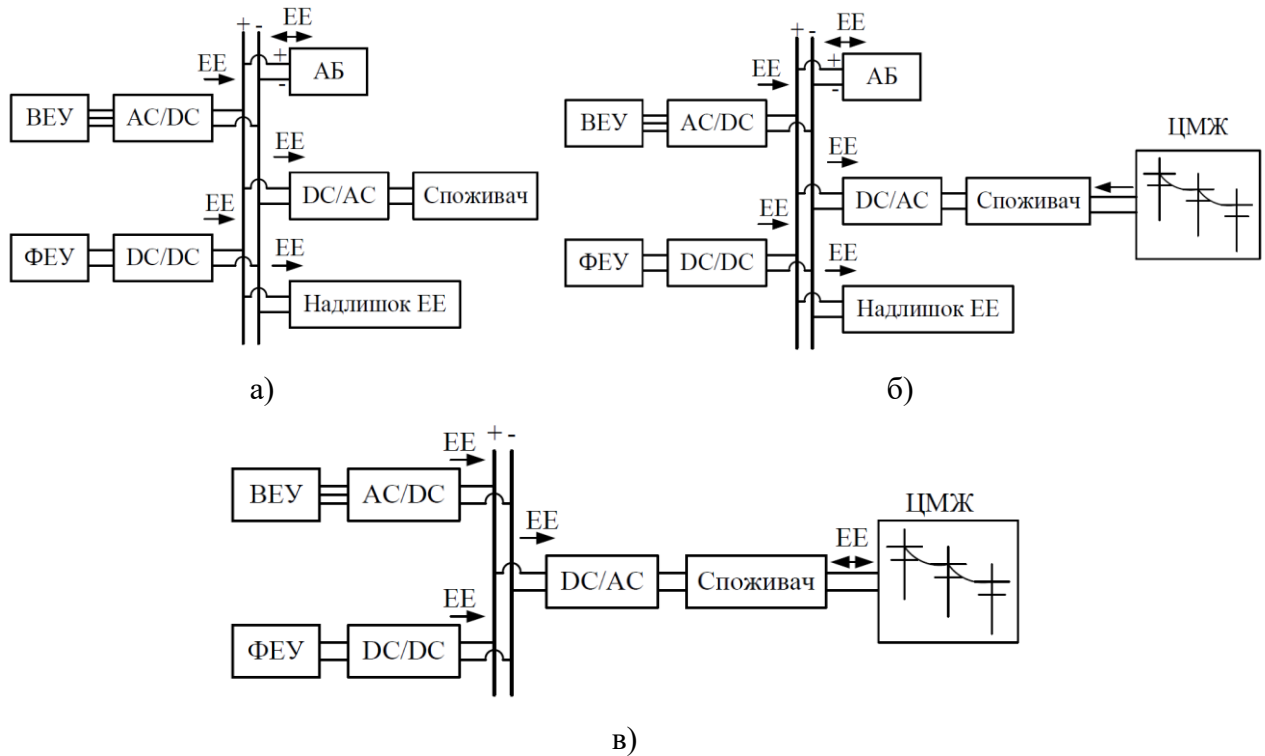 + - ЕЕ
ЕЕ + - АБ
ВЕУ AC/DC
ЕЕ
ЕЕ DC/AC Споживач
ФЕУ DC/DC
ЕЕ
Надлишок ЕЕ
а)
+ - ЕЕ
ЕЕ + - АБ
ВЕУ AC/DC
ЦМЖ
ЕЕ
ЕЕ DC/AC Споживач
ФЕУ DC/DC
ЕЕ
Надлишок ЕЕ
б)
ЕЕ + -
ВЕУ AC/DC
ЕЕ
ЦМЖ
ЕЕ
DC/AC Споживач
ЕЕ
ФЕУ DC/DC
в)